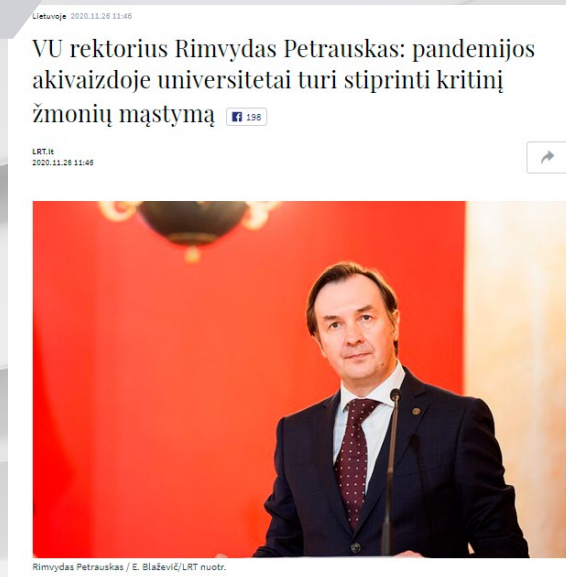 Lietuvoje 2020.11.26 11:46
VU rektorius Rimvydas Petrauskas: pandemijos
akivaizdoje universitetai turi stiprinti kritinį
žmonių mąstymą 198
LRT.lt
2020.11.26 11:46
Rimvydas Petrauskas / E. Blaževič/LRT nuotr.